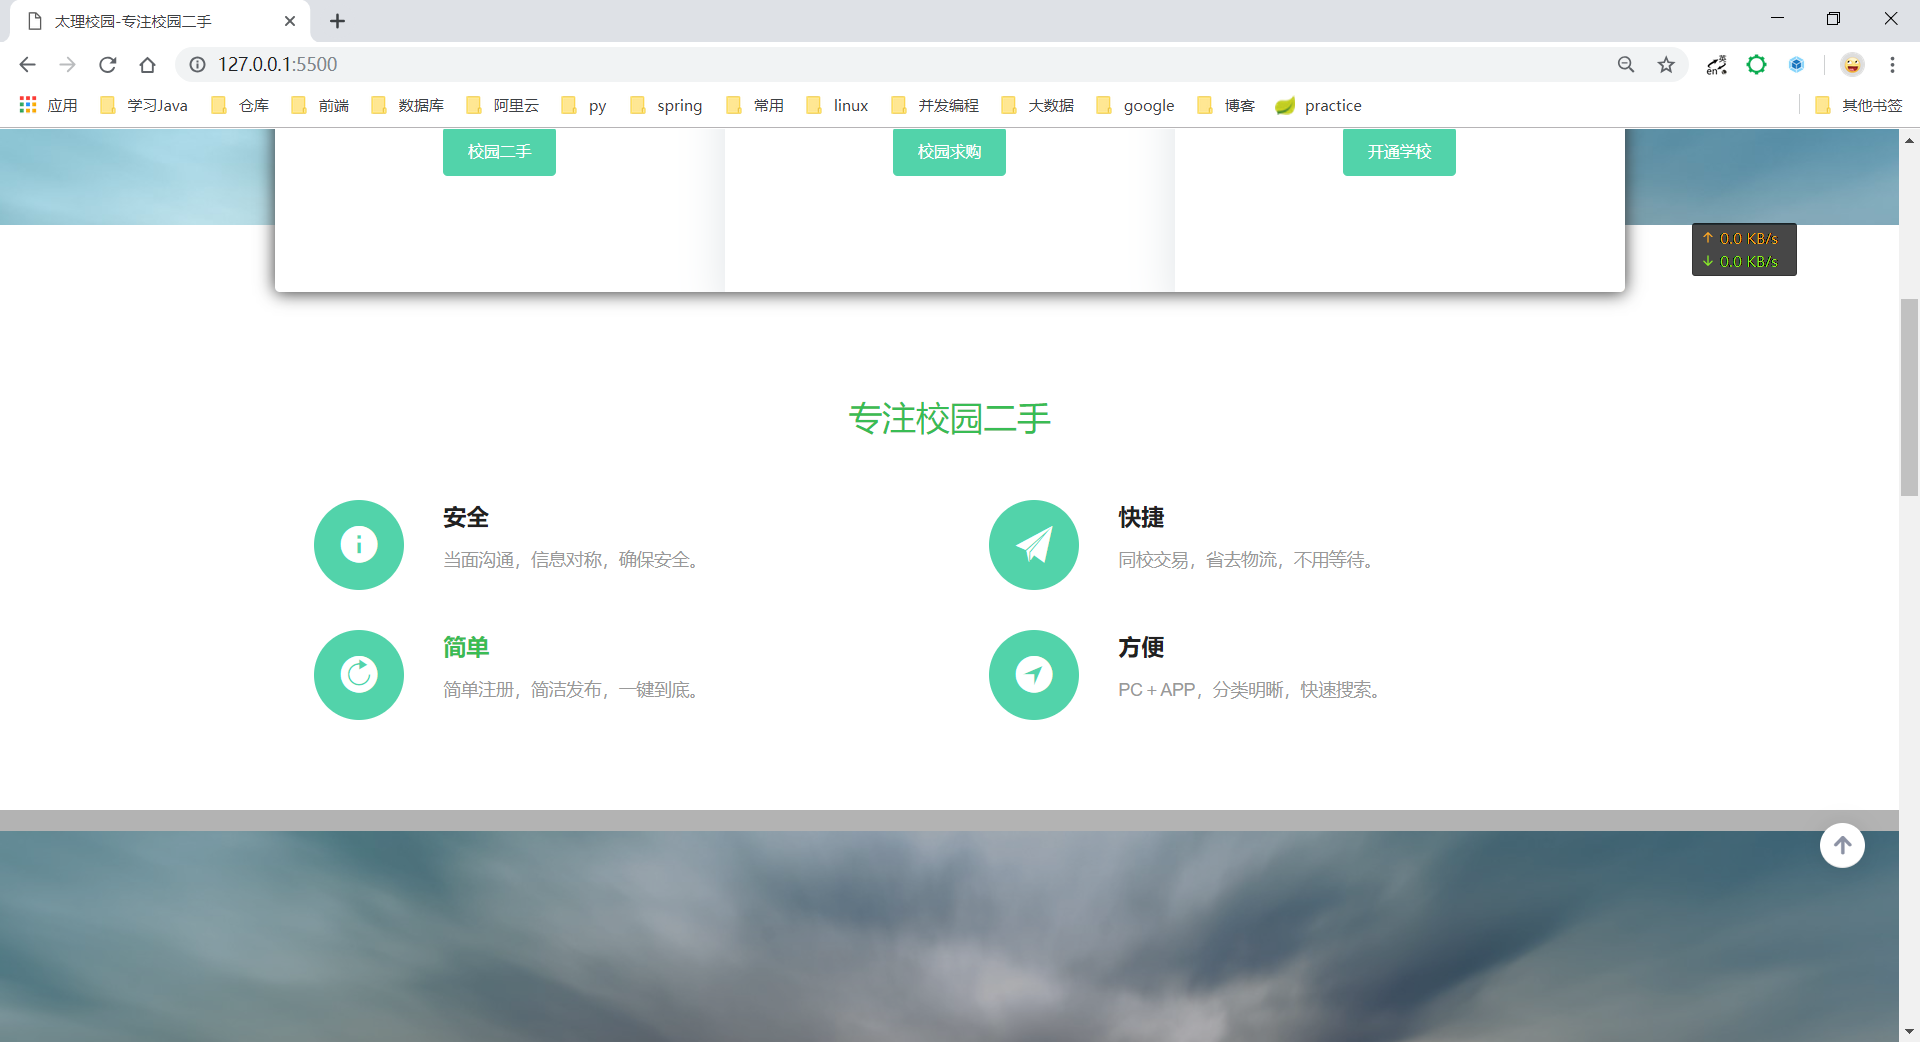 太理校园-专注校园二手
127.0.0.1:5500
英
en
应用 学习Java 仓库 前端 数据库 阿里云 py spring 常用 linux 并发编程 大数据 google 博客 practice 其他书签
校园二手 校园求购 开通学校
↑ 0.0 KB/s
↓ 0.0 KB/s
专注校园二手
安全
当面沟通，信息对称，确保安全。
快捷
同校交易，省去物流，不用等待。
简单
简单注册，简洁发布，一键到底。
方便
PC + APP，分类明晰，快速搜索。